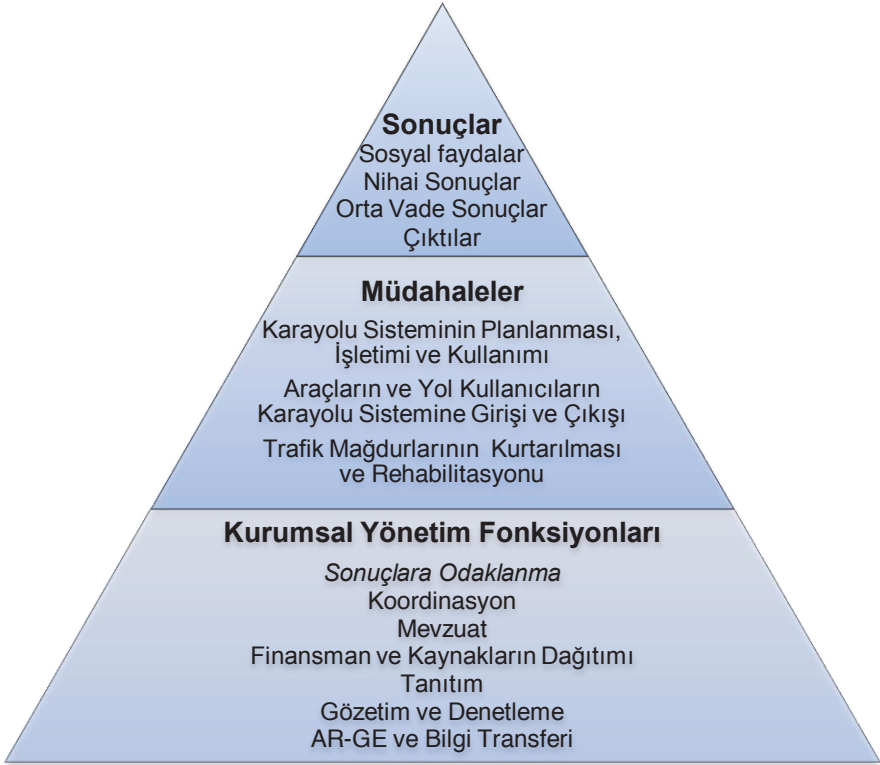 Sonuçlar
Sosyal faydalar
Nihai Sonuçlar
Orta Vade Sonuçlar
Çıktılar
Müdahaleler
Karayolu Sisteminin Planlanması,
İşletimi ve Kullanımı
Araçların ve Yol Kullanıcıların
Karayolu Sistemine Girişi ve Çıkışı
Trafik Mağdurlarının Kurtarılması
ve Rehabilitasyonu
Kurumsal Yönetim Fonksiyonları
Sonuçlara Odaklanma
Koordinasyon
Mevzuat
Finansman ve Kaynakların Dağıtımı
Tanıtım
Gözetim ve Denetleme
AR-GE ve Bilgi Transferi